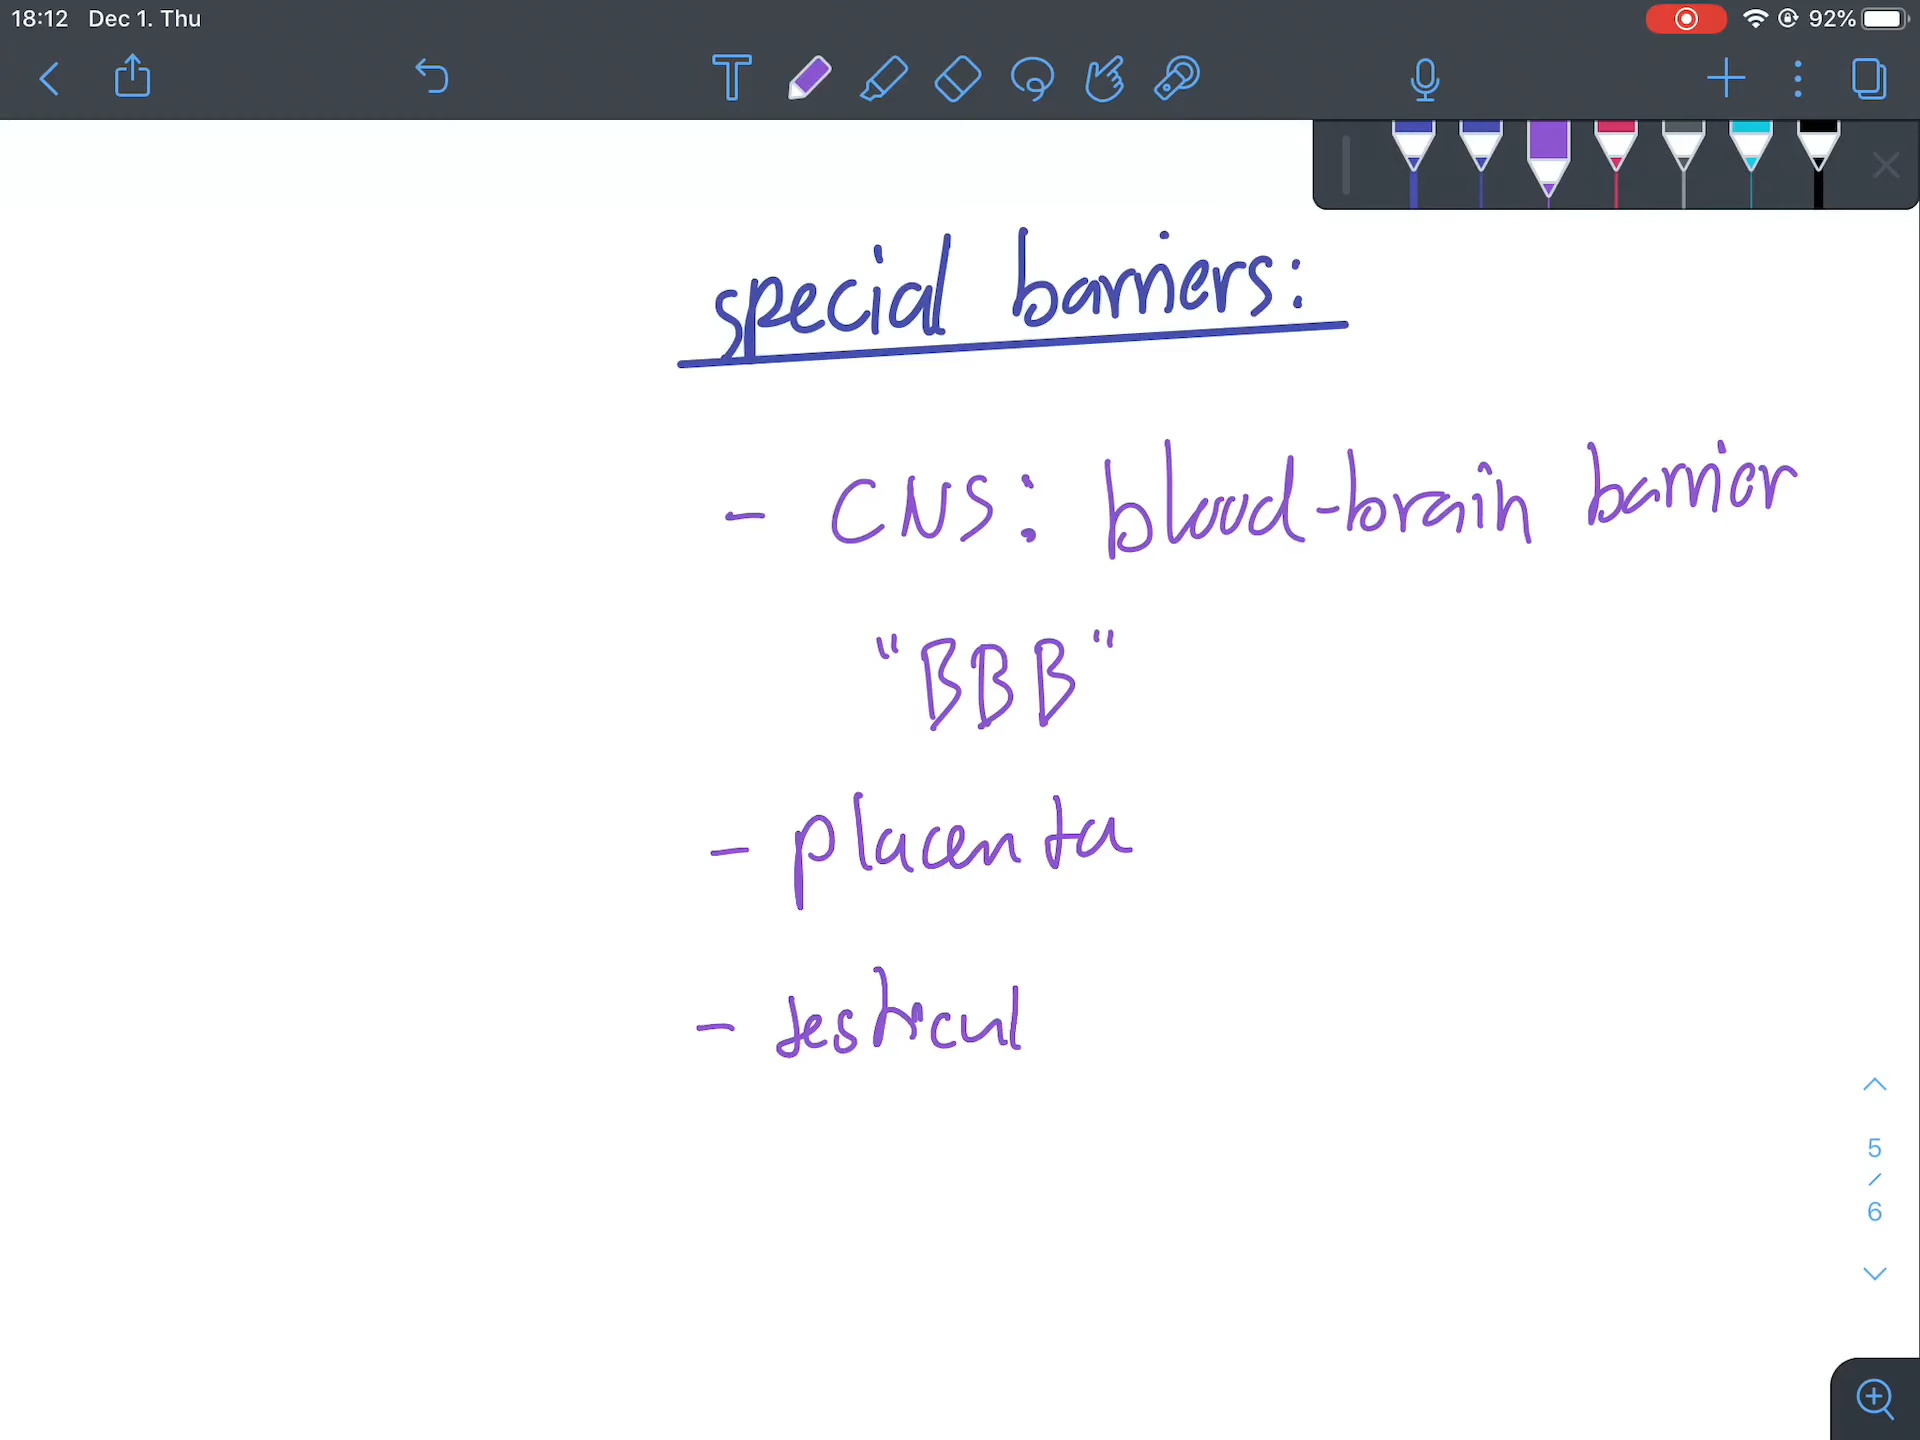 18:12 Dec 1. Thu 92%
special barriers:
- CNS: blood-brain barrier
"BBB"
- placenta
- testicul
5
/
6